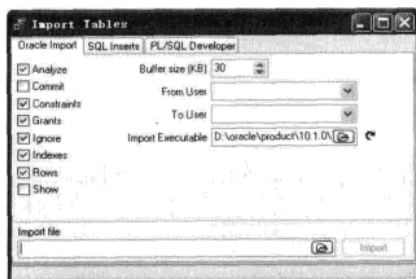 Import Tables
Oracle Import SQL Inserts PL/SQL Developer
Analyze
Commit
Constraints
Grants
Ignore
Indexes
Rows
Show
Buffer size (KB) 30
From User
To User
Import Executable D:\oracle\product\10.1.0\
Import file
Import